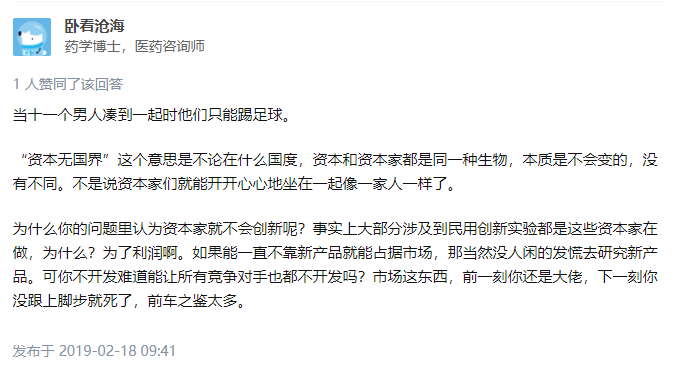 卧看沧海
药学博士，医药咨询师
1 人赞同了该回答
当十一个男人凑到一起时他们只能踢足球。
“资本无国界”这个意思是不论在什么国度，资本和资本家都是同一种生物，本质是不会变的，没
有不同。不是说资本家们就能开开心心地坐在一起像一家人一样了。
为什么你的问题里认为资本家就不会创新呢？事实上大部分涉及到民用创新实验都是这些资本家在
做，为什么？为了利润啊。如果能一直不靠新产品就能占据市场，那当然没人闲的发慌去研究新产
品。可你不开发难道能让所有竞争对手也都不开发吗？市场这东西，前一刻你还是大佬，下一刻你
没跟上脚步就死了，前车之鉴太多。
发布于 2019-02-18 09:41